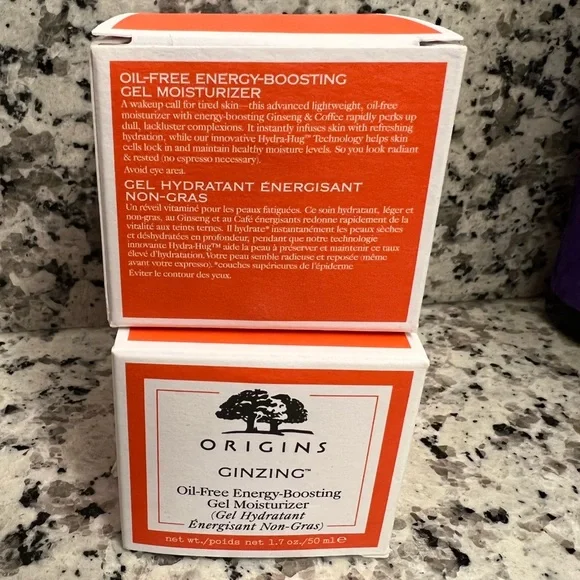 OIL-FREE ENERGY-BOOSTING
GEL MOISTURIZER
A wakeup call for tired skin—this advanced lightweight, oil-free
moisturizer with energy-boosting Ginseng & Coffee rapidly perks up
dull, lackluster complexions. It instantly infuses skin with refreshing
hydration, while our innovative Hydra-Hug™ Technology helps skin
cells lock in and maintain healthy moisture levels. So you look radiant
& rested (no espresso necessary).
Avoid eye area.
GEL HYDRATANT ÉNERGISANT
NON-GRAS
Un réveil vitaminé pour les peaux fatiguées. Ce soin hydratant, léger et
non-gras, au Ginseng et au Café énergisants redonne rapidement de la
vitalité aux teints ternes. Il hydrate* instantanément les peaux sèches
et déshydratées en profondeur, pendant que notre technologie
innovante Hydra-Hug™ aide la peau à préserver et maintenir ce taux
élevé d'hydratation. Votre peau semble radieuse et reposée (même
avant votre espresso). *couches supérieures de l'épiderme
Éviter le contour des yeux.
ORIGINS
GINZING™
Oil-Free Energy-Boosting
Gel Moisturizer
(Gel Hydratant
Énergisant Non-Gras)
net wt./poids net 1.7 oz./50 ml e